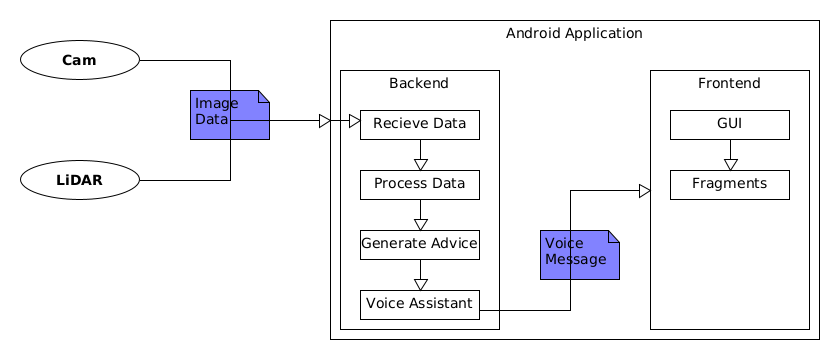 Android Application
Cam
Image
Data
LiDAR
Backend
Recieve Data
Process Data
Generate Advice
Voice Assistant
Voice
Message
Frontend
GUI
Fragments